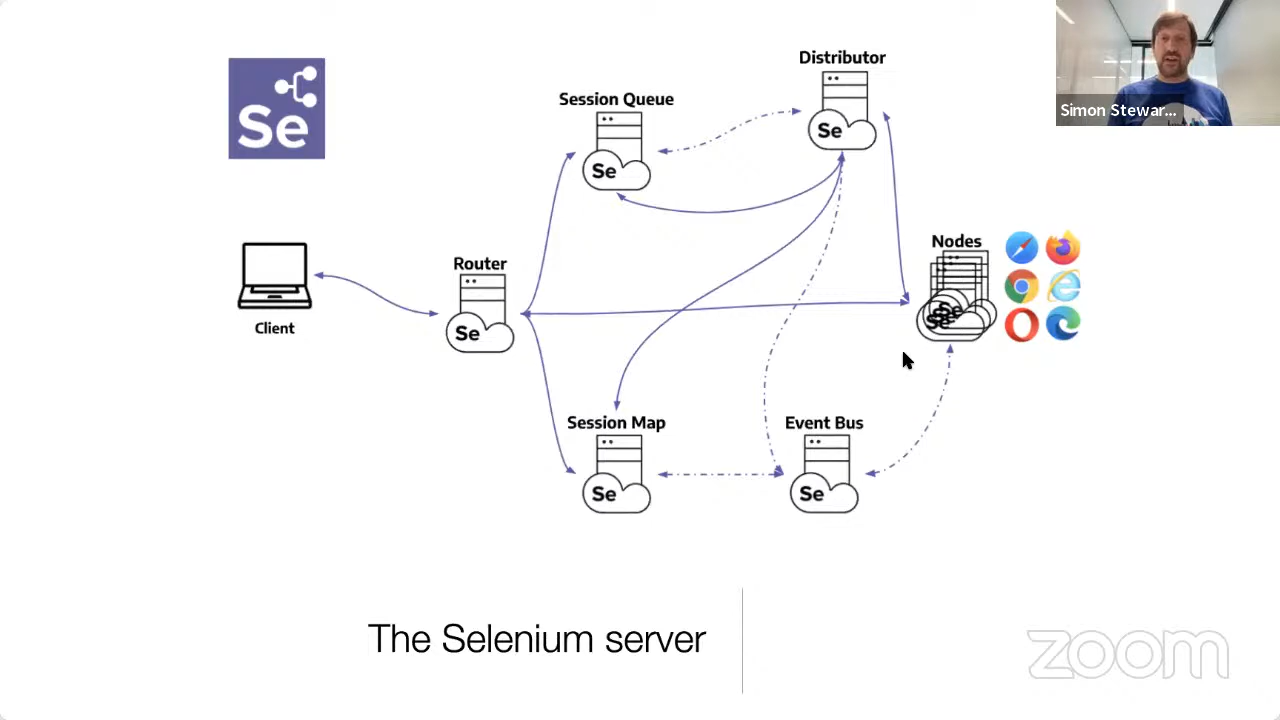 Se
Distributor
Session Queue
Se
Se
Simon Stewar...
Client
Router
Se
Nodes
Se
Se
Session Map
Se
Event Bus
Se
The Selenium server
zoom